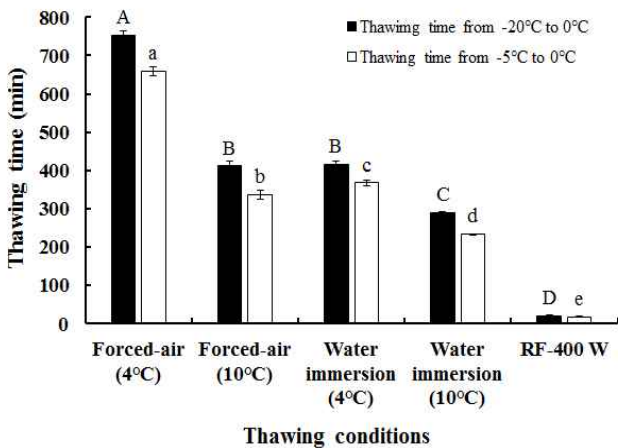 800
700
600
500
400
300
200
100
0
Thawing time (min)
Thawimg time from -20°C to 0°C
Thawing time from -5°C to 0°C
A
a
B
b
B
c
C
d
D
e
Forced-air
(4°C)
Forced-air
(10°C)
Water
immersion
(4°C)
Water
immersion
(10°C)
RF-400 W
Thawing conditions